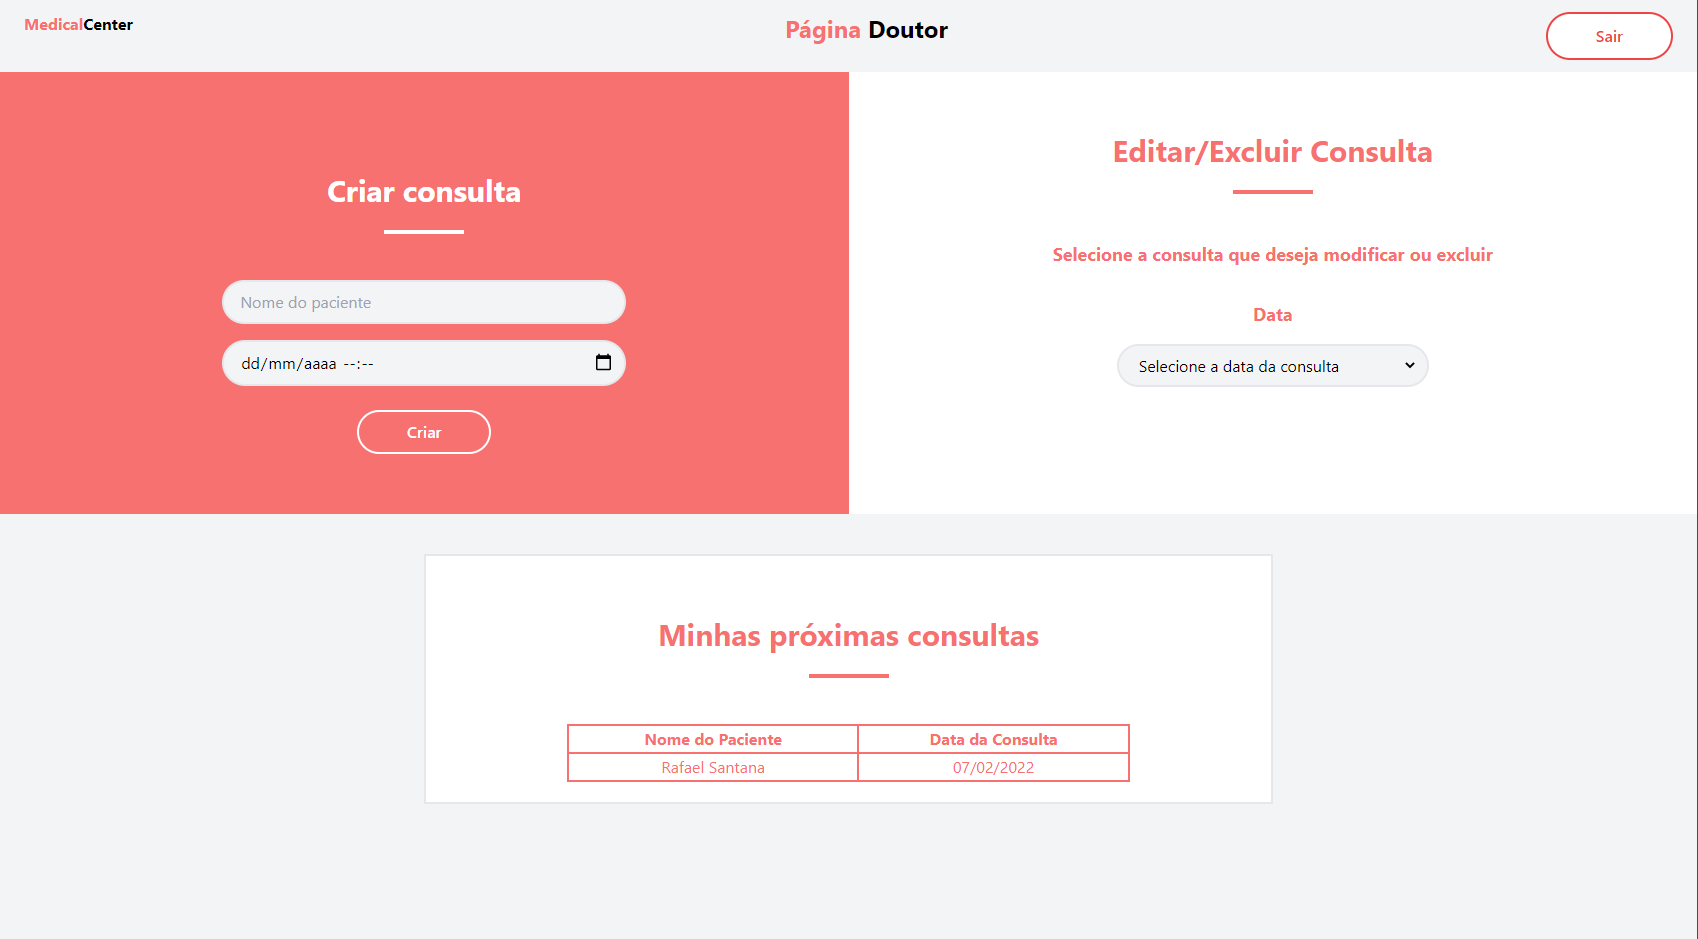 MedicalCenter
Página Doutor
Sair
Criar consulta
Nome do paciente
dd/mm/aaaa --:--
Criar
Editar/Excluir Consulta
Selecione a consulta que deseja modificar ou excluir
Data
Selecione a data da consulta
Minhas próximas consultas
Nome do Paciente Data da Consulta
Rafael Santana 07/02/2022